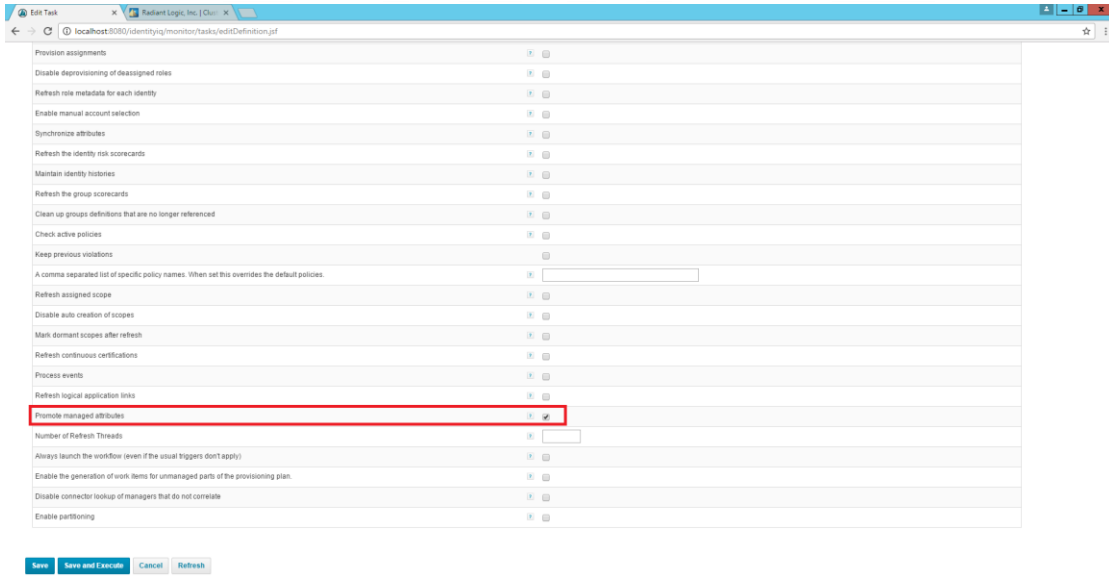 Edit Task
Radiant Logic, Inc. | Clus
localhost:8080/identityiq/monitor/tasks/editDefinition.jsf
Provision assignments
Disable deprovisioning of deassigned roles
Refresh role metadata for each identity
Enable manual account selection
Synchronize attributes
Refresh the identity risk scorecards
Maintain identity histories
Refresh the group scorecards
Clean up groups definitions that are no longer referenced
Check active policies
Keep previous violations
A comma separated list of specific policy names. When set this overrides the default policies.
Refresh assigned scope
Disable auto creation of scopes
Mark dormant scopes after refresh
Refresh continuous certifications
Process events
Refresh logical application links
Promote managed attributes
Number of Refresh Threads
Always launch the workflow (even if the usual triggers don't apply)
Enable the generation of work items for unmanaged parts of the provisioning plan.
Disable connector lookup of managers that do not correlate
Enable partitioning
Save Save and Execute Cancel Refresh